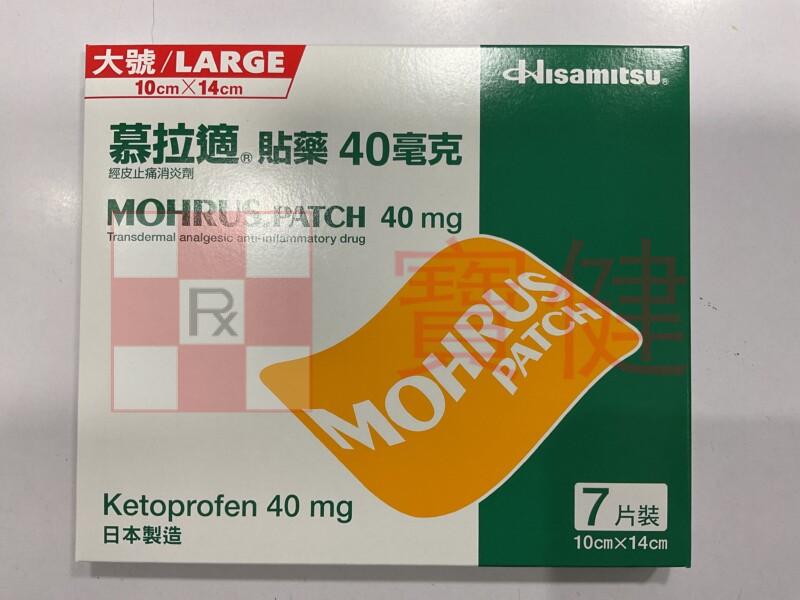 大號/LARGE
10cm×14cm
Hisamitsu®
慕拉適® 貼藥 40毫克
經皮止痛消炎劑
MOHRUS® PATCH 40 mg
Transdermal analgesic anti-inflammatory drug
Rx
寶健
MOHRUS
PATCH
Ketoprofen 40 mg
日本製造
7片裝
10cm×14cm